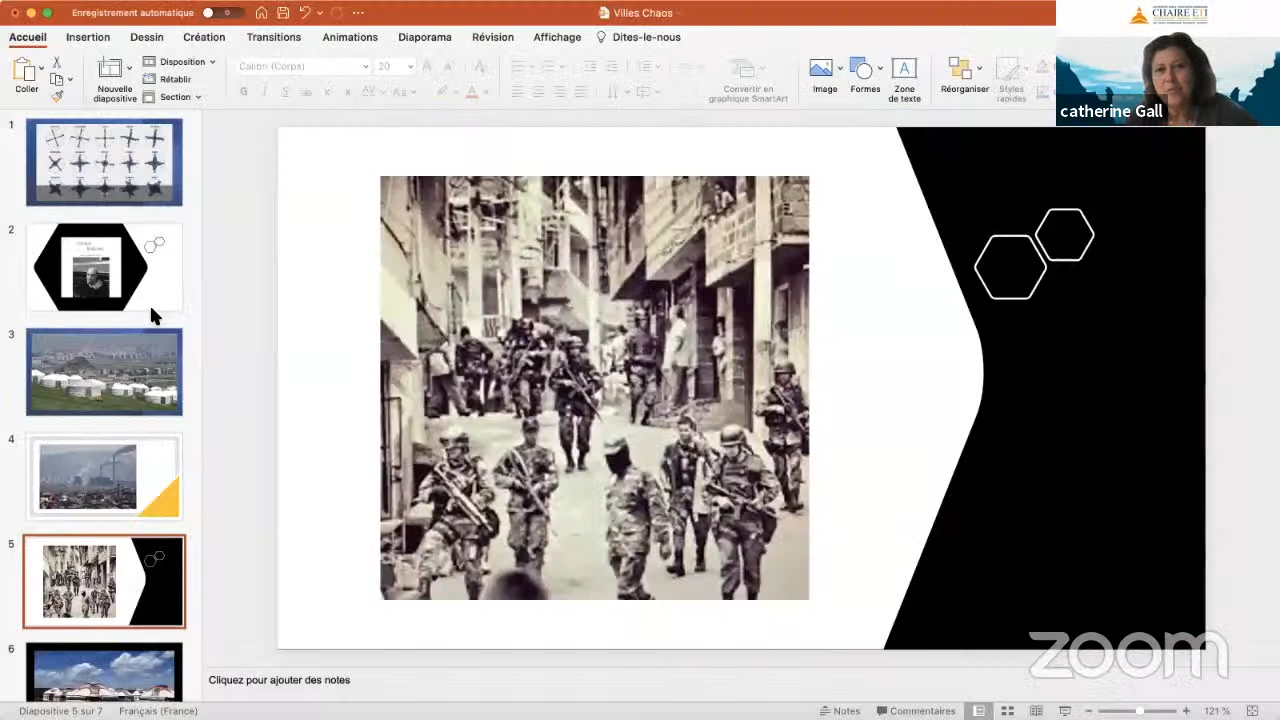 Enregistrement automatique
Villes Chaos
CHAIRE ETI
Accueil Insertion Dessin Création Transitions Animations Diaporama Révision Affichage Dites-le-nous
Coller
Nouvelle diapositive
Disposition
Rétablir
Section
Calibri (Corps) 20
Convertir en graphique SmartArt
Image
Formes
Zone de texte
Réorganiser
Styles rapides
catherine Gall
1
2
3
4
5
6
zoom
Cliquez pour ajouter des notes
Diapositive 5 sur 7 Français (France) Notes Commentaires 121 %